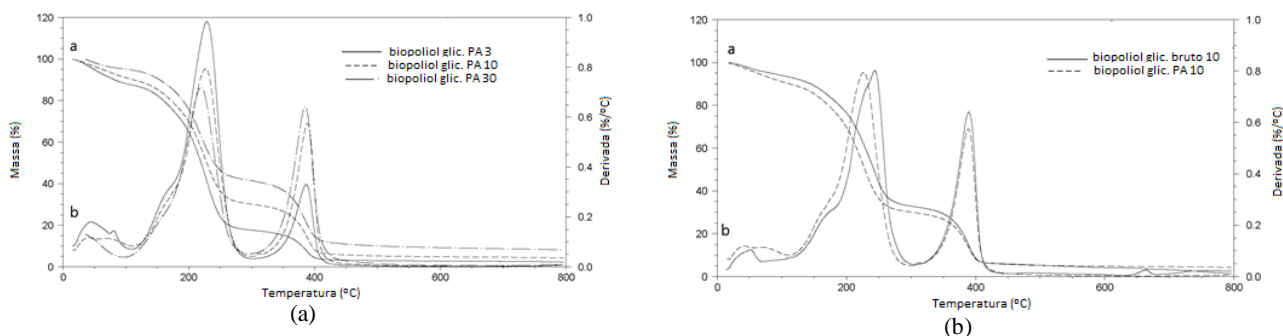 120
100
80
60
40
20
0
Massa (%)
a
b
biopoliol glic. PA 3
biopoliol glic. PA 10
biopoliol glic. PA 30
1.0
0.8
0.6
0.4
0.2
0.0
Derivada (%/°C)
0
200
400
600
800
Temperatura (°C)
(a)
120
100
80
60
40
20
0
Massa (%)
a
b
biopoliol glic. bruto 10
biopoliol glic. PA 10
1.0
0.8
0.6
0.4
0.2
0.0
Derivada (%/°C)
0
200
400
600
800
Temperatura (°C)
(b)